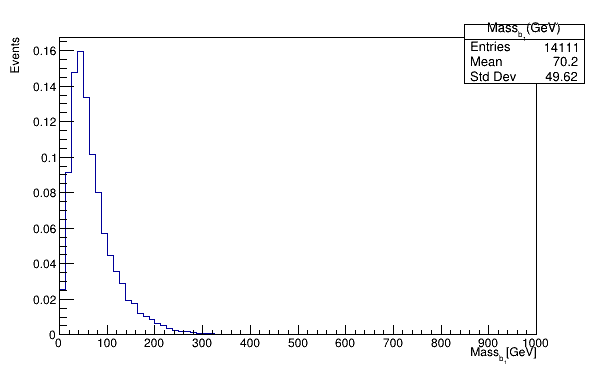 Mass_b_1(GeV)
Entries 14111
Mean 70.2
Std Dev 49.62
Events
0.16
0.14
0.12
0.1
0.08
0.06
0.04
0.02
0
0 100 200 300 400 500 600 700 800 900 1000
Mass_b_1[GeV]